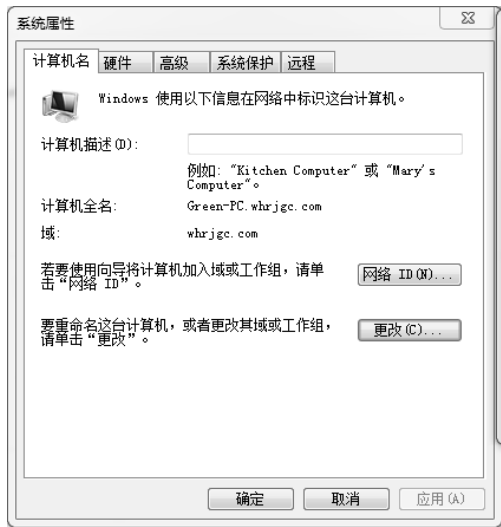 系统属性
计算机名 硬件 高级 系统保护 远程
Windows 使用以下信息在网络中标识这台计算机。
计算机描述(D):
例如: "Kitchen Computer" 或 "Mary's
Computer"。
计算机全名: Green-PC.whrjgc.com
域: whrjgc.com
若要使用向导将计算机加入域或工作组，请单
击“网络 ID”。
网络 ID(N)...
要重命名这台计算机，或者更改其域或工作组，
请单击“更改”。
更改(C)...
确定 取消 应用(A)